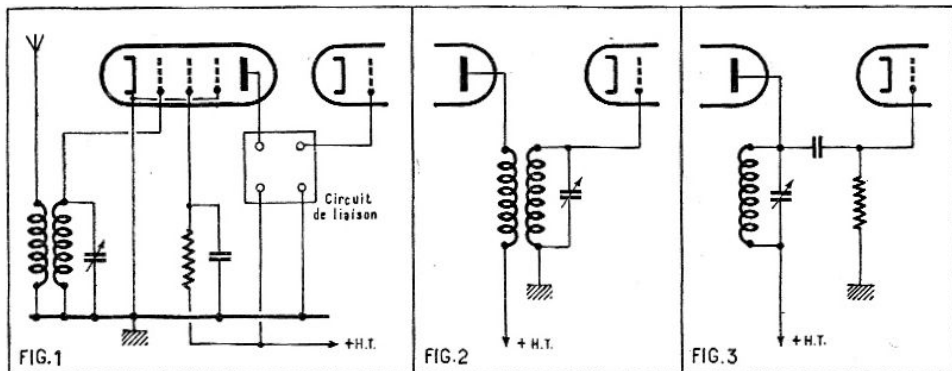 Circuit
de liaison
+H.T.
FIG.1
+ H.T.
FIG.2
+ H.T.
FIG.3